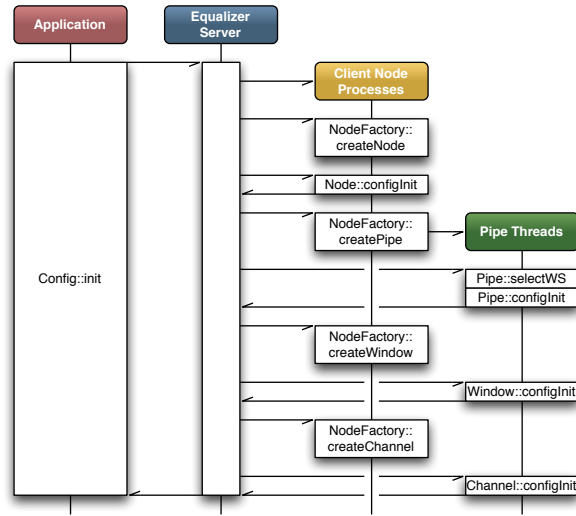 Application
Equalizer
Server
Client Node
Processes
NodeFactory::
createNode
Node::configInit
NodeFactory::
createPipe
Pipe Threads
Config::init
Pipe::selectWS
Pipe::configInit
NodeFactory::
createWindow
Window::configInit
NodeFactory::
createChannel
Channel::configInit